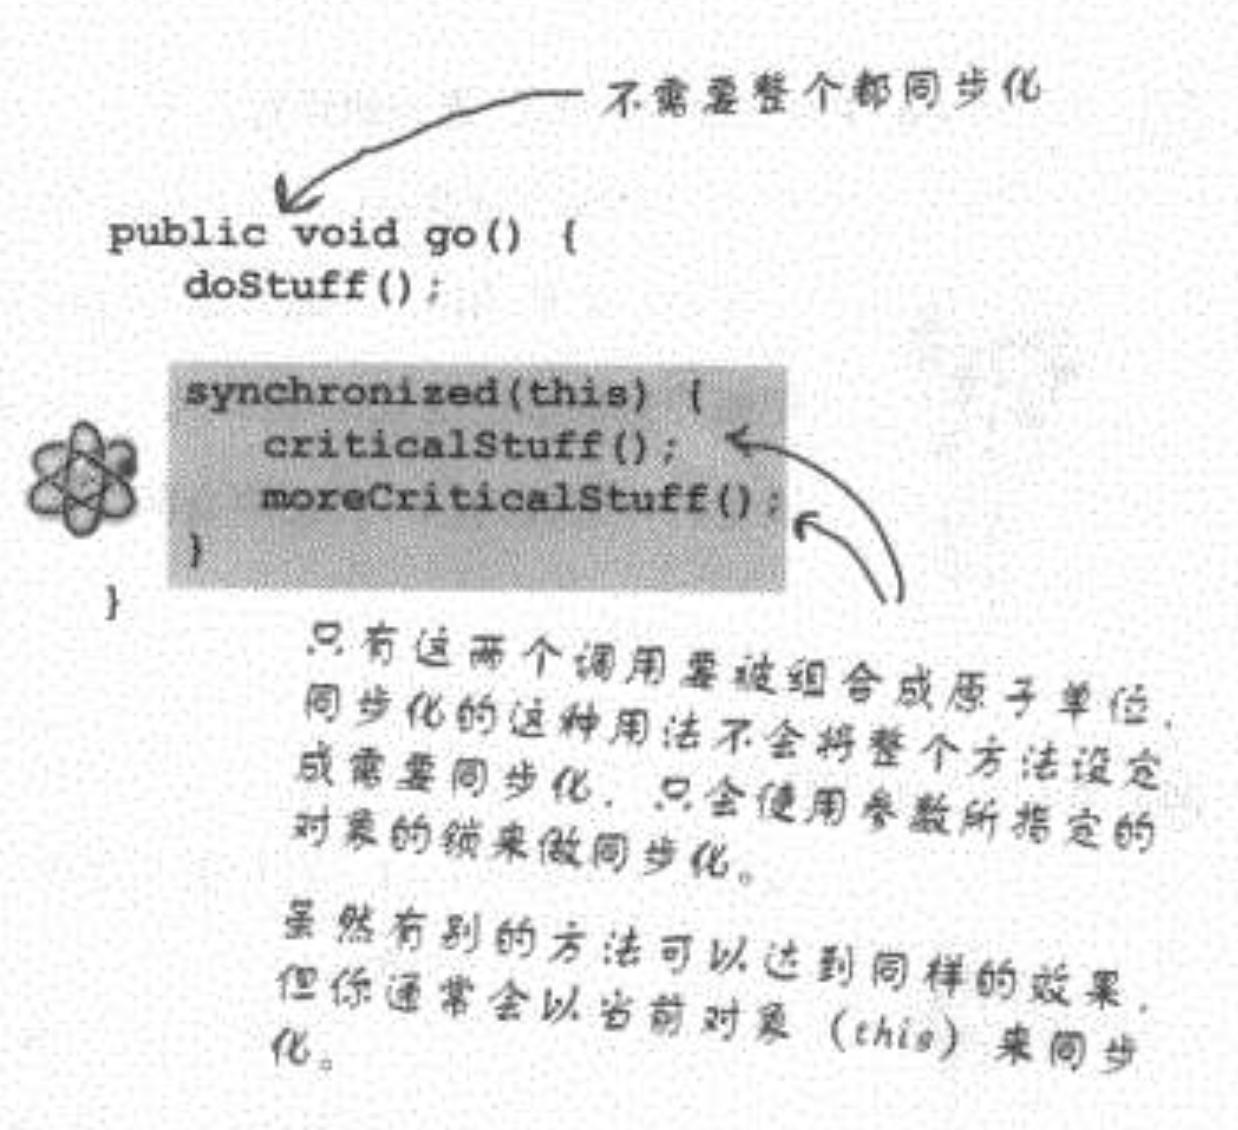 不需要整个都同步化
public void go() {
doStuff();
synchronized(this) {
criticalStuff();
moreCriticalStuff();
}
}
只有这两个调用要被组合成原子单位.
同步化的这种用法不会将整个方法设定
成需要同步化. 只会使用参数所指定的
对象的锁来做同步化。
虽然有别的方法可以达到同样的效果.
但你通常会以当前对象 (this) 来同步
化。